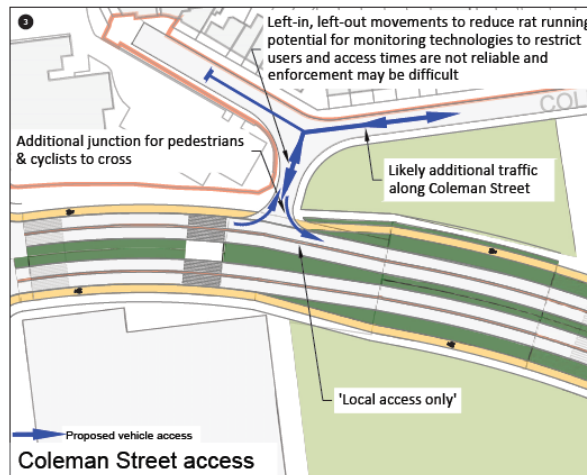 3
Left-in, left-out movements to reduce rat running
potential for monitoring technologies to restrict
users and access times are not reliable and
enforcement may be difficult
COL
Additional junction for pedestrians
& cyclists to cross
Likely additional traffic
along Coleman Street
'Local access only'
Proposed vehicle access
Coleman Street access